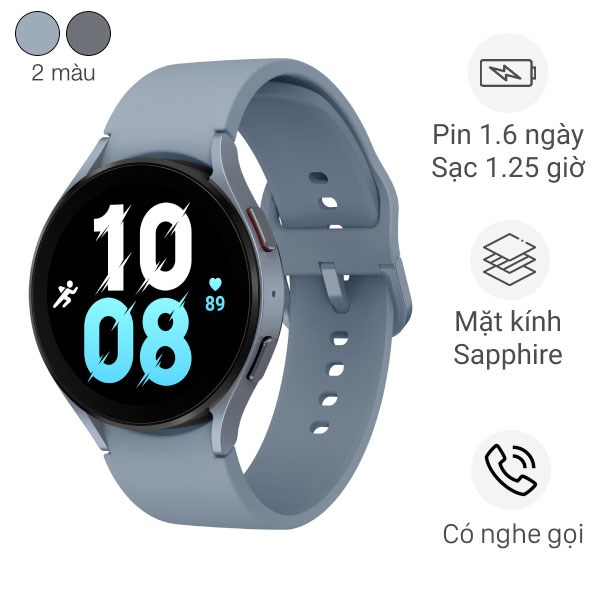 2 màu
10
08
89
Pin 1.6 ngày
Sạc 1.25 giờ
Mặt kính
Sapphire
Có nghe gọi